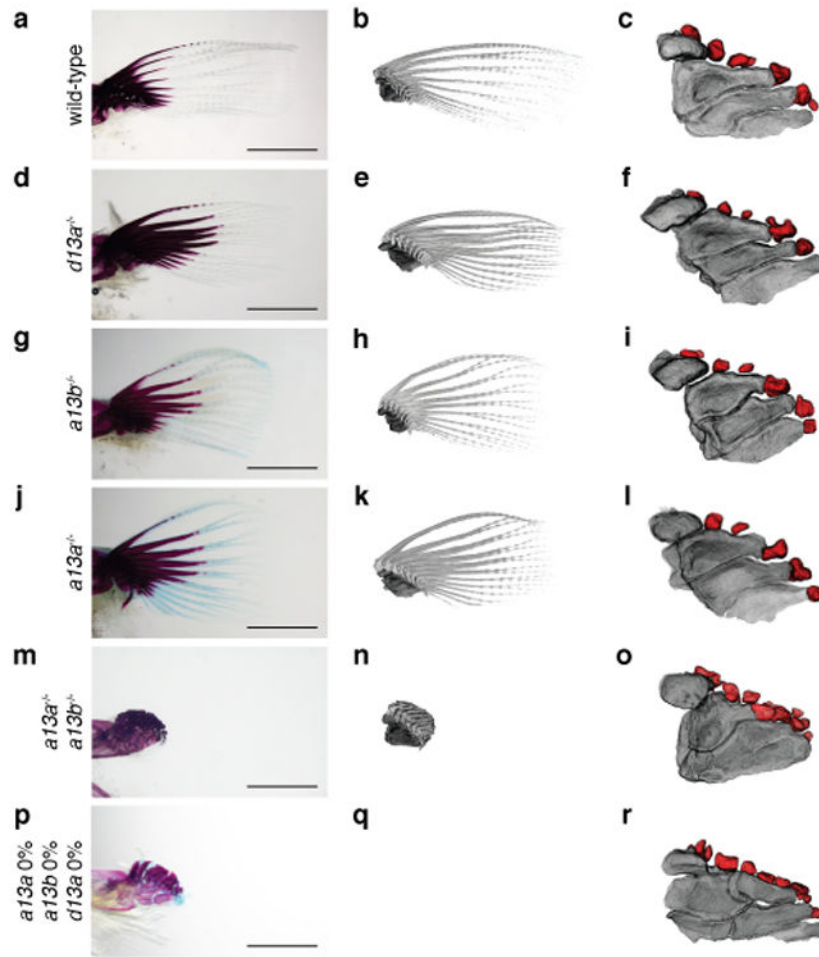 a
b
c
wild-type
d
e
f
d13a-/-
g
h
i
a13b-/-
j
k
l
a13a-/-
m
n
o
a13a-/-
a13b-/-
p
q
r
a13a 0%
a13b 0%
d13a 0%